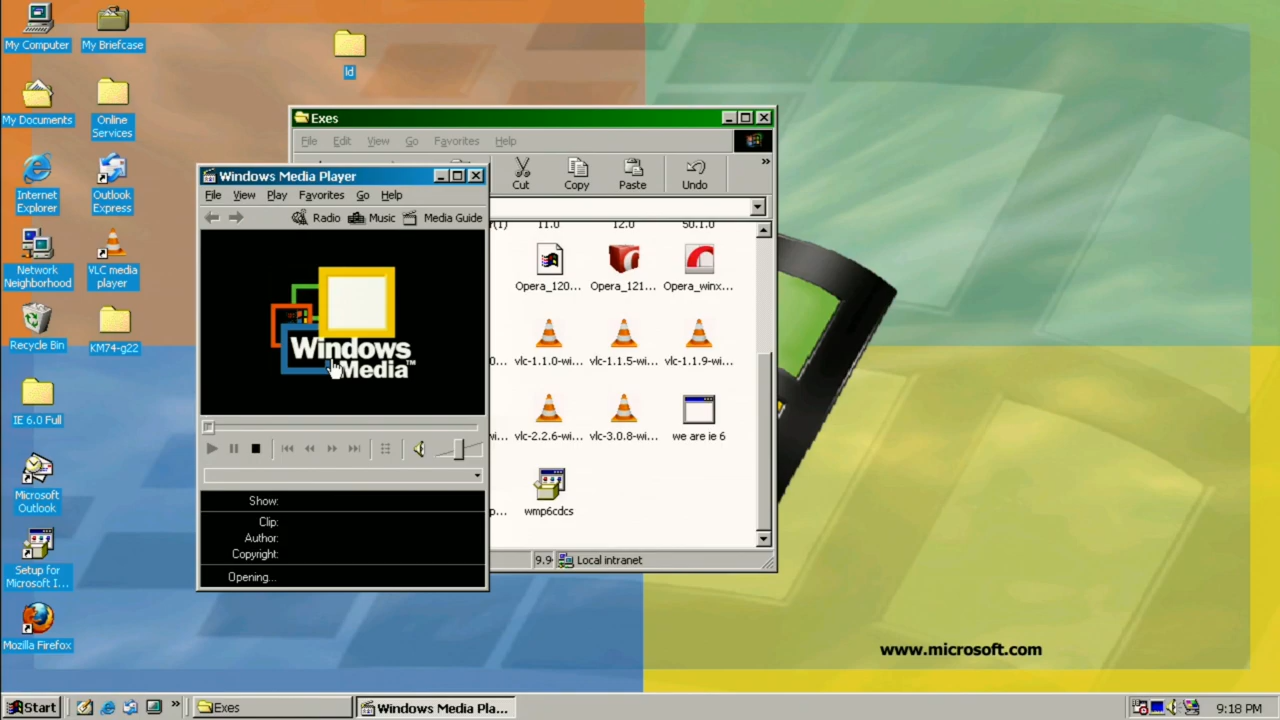 My Computer
My Briefcase
ld
My Documents
Online
Services
Internet
Explorer
Outlook
Express
Network
Neighborhood
VLC media
player
Recycle Bin
KM74-g22
IE 6.0 Full
Microsoft
Outlook
Setup for
Microsoft I...
Mozilla Firefox
Exes
File Edit View Go Favorites Help
Cut Copy Paste Undo
»
11.0 12.0 50.1.0
Opera_120... Opera_121... Opera_winx...
vlc-1.1.0-wi... vlc-1.1.5-wi... vlc-1.1.9-wi...
vlc-2.2.6-wi... vlc-3.0.8-wi... we are ie 6
wmp6cdcs
Local intranet
Windows Media Player
File View Play Favorites Go Help
Radio Music Media Guide
Windows
Media™
Show:
Clip:
Author:
Copyright:
Opening...
www.microsoft.com
Start » Exes Windows Media Pla... 9:18 PM